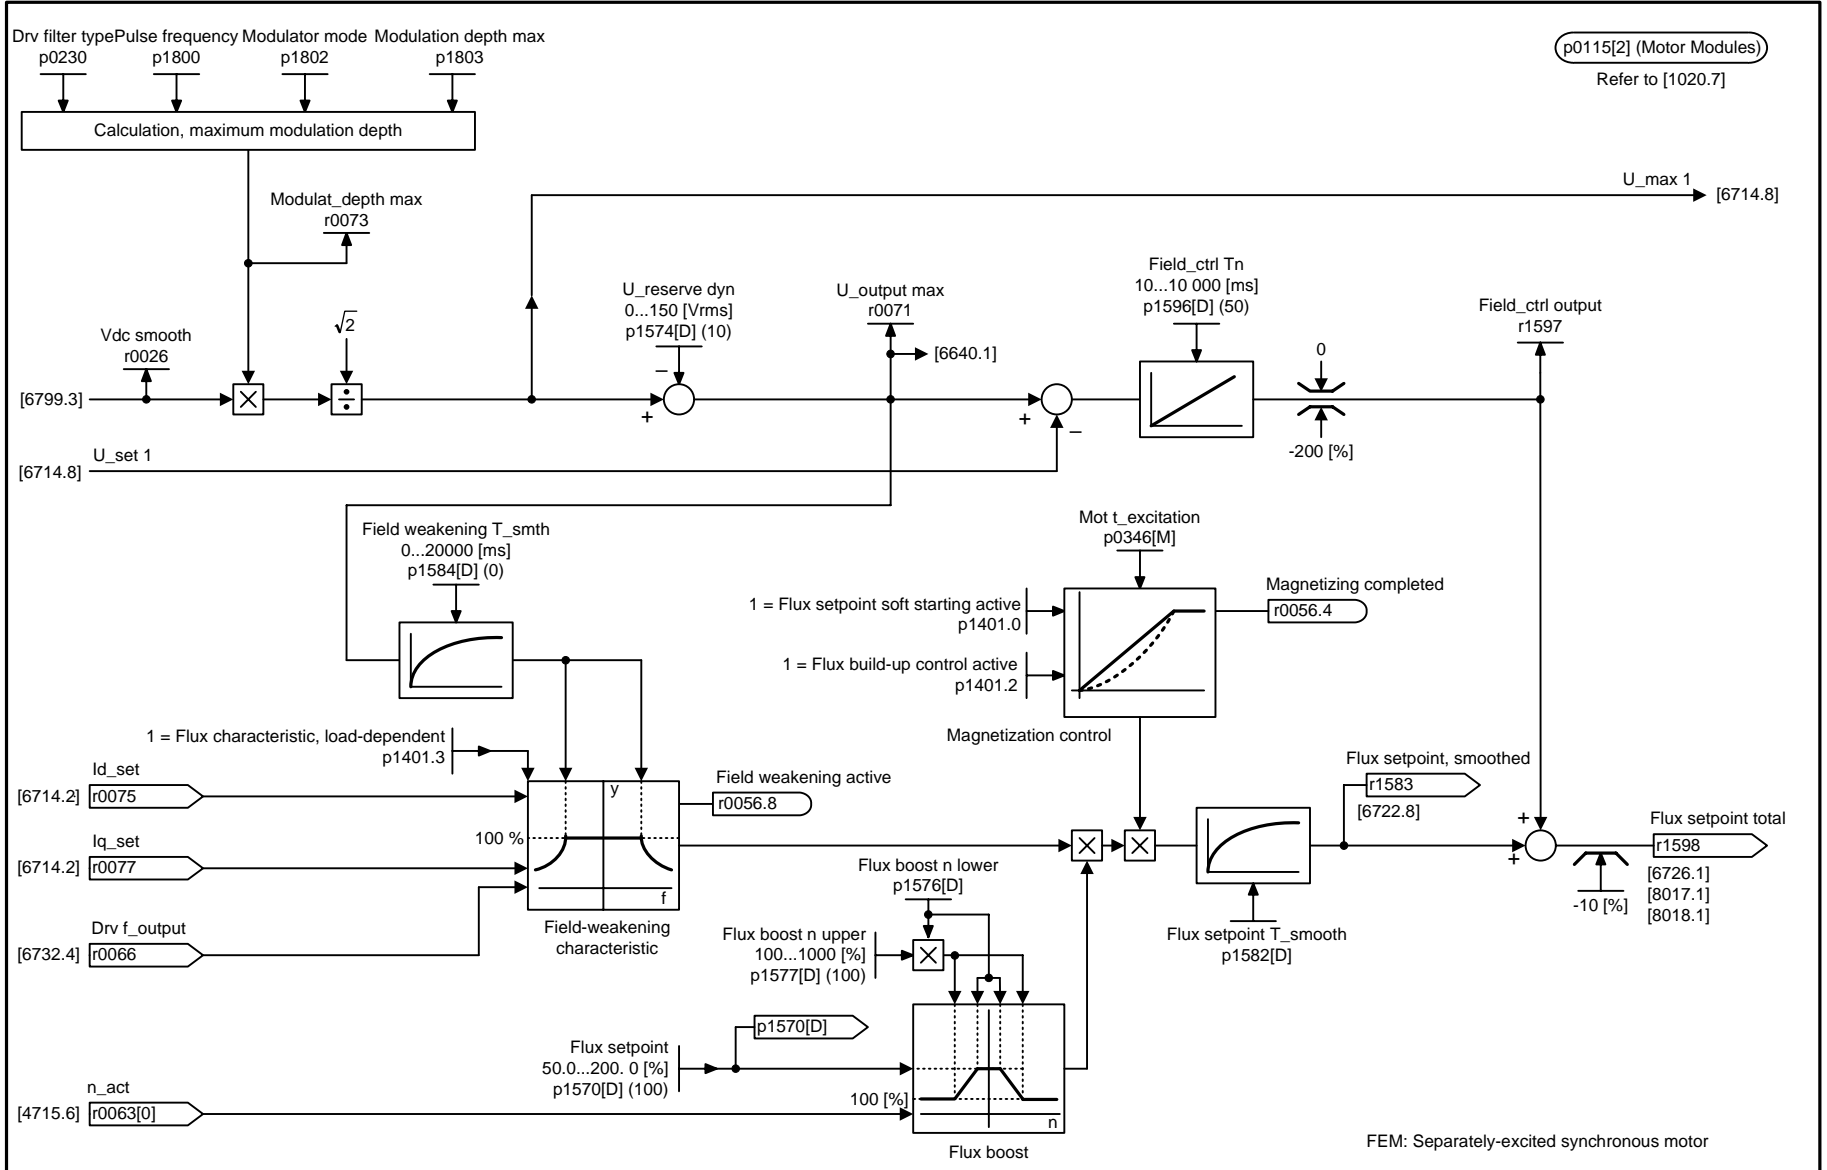 Drv filter type Pulse frequency Modulator mode Modulation depth max
p0230 p1800 p1802 p1803
p0115[2] (Motor Modules)
Refer to [1020.7]
Calculation, maximum modulation depth
Modulat_depth max
r0073
U_max 1
[6714.8]
Vdc smooth
r0026
√2
U_reserve dyn
0...150 [Vrms]
p1574[D] (10)
U_output max
r0071
[6640.1]
Field_ctrl Tn
10...10 000 [ms]
p1596[D] (50)
0
-200 [%]
Field_ctrl output
r1597
[6799.3]
×
÷
–
+
+
–
[6714.8]
U_set 1
Field weakening T_smth
0...20000 [ms]
p1584[D] (0)
Mot t_excitation
p0346[M]
1 = Flux setpoint soft starting active
p1401.0
1 = Flux build-up control active
p1401.2
Magnetizing completed
r0056.4
Magnetization control
1 = Flux characteristic, load-dependent
p1401.3
Id_set
[6714.2] r0075
Iq_set
[6714.2] r0077
Drv f_output
[6732.4] r0066
y
100 %
f
Field-weakening
characteristic
Field weakening active
r0056.8
×
×
Flux setpoint, smoothed
r1583
[6722.8]
Flux setpoint T_smooth
p1582[D]
+
+
-10 [%]
Flux setpoint total
r1598
[6726.1]
[8017.1]
[8018.1]
Flux boost n lower
p1576[D]
Flux boost n upper
100...1000 [%]
p1577[D] (100)
×
p1570[D]
Flux setpoint
50.0...200. 0 [%]
p1570[D] (100)
n_act
[4715.6] r0063[0]
100 [%]
n
Flux boost
FEM: Separately-excited synchronous motor